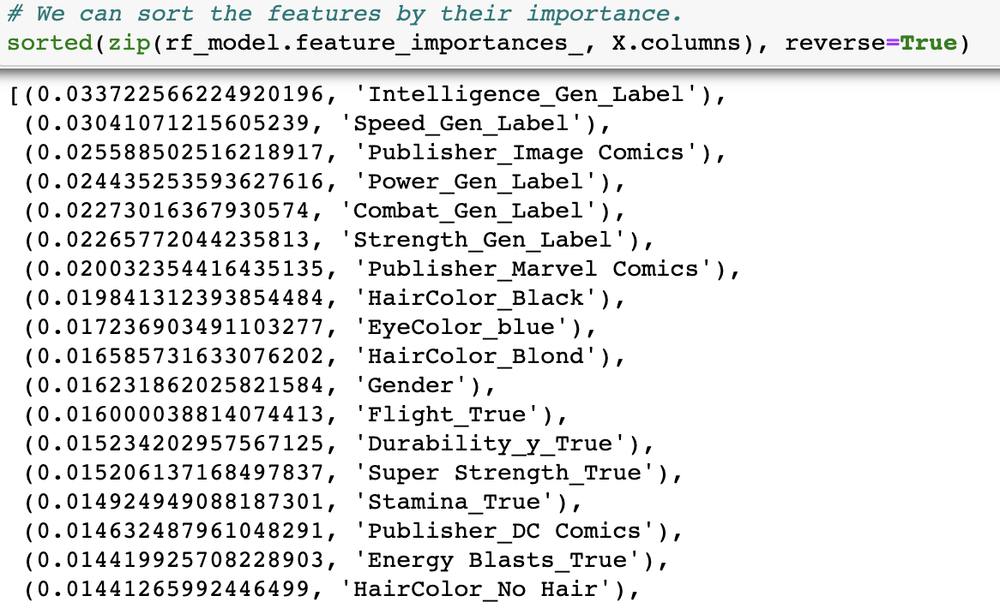 # We can sort the features by their importance.
sorted(zip(rf_model.feature_importances_, X.columns), reverse=True)
[(0.033722566224920196, 'Intelligence_Gen_Label'),
(0.03041071215605239, 'Speed_Gen_Label'),
(0.025588502516218917, 'Publisher_Image Comics'),
(0.024435253593627616, 'Power_Gen_Label'),
(0.02273016367930574, 'Combat_Gen_Label'),
(0.02265772044235813, 'Strength_Gen_Label'),
(0.020032354416435135, 'Publisher_Marvel Comics'),
(0.019841312393854484, 'HairColor_Black'),
(0.017236903491103277, 'EyeColor_blue'),
(0.016585731633076202, 'HairColor_Blond'),
(0.016231862025821584, 'Gender'),
(0.016000038814074413, 'Flight_True'),
(0.015234202957567125, 'Durability_y_True'),
(0.015206137168497837, 'Super Strength_True'),
(0.014924949088187301, 'Stamina_True'),
(0.014632487961048291, 'Publisher_DC Comics'),
(0.014419925708228903, 'Energy Blasts_True'),
(0.01441265992446499, 'HairColor_No Hair'),